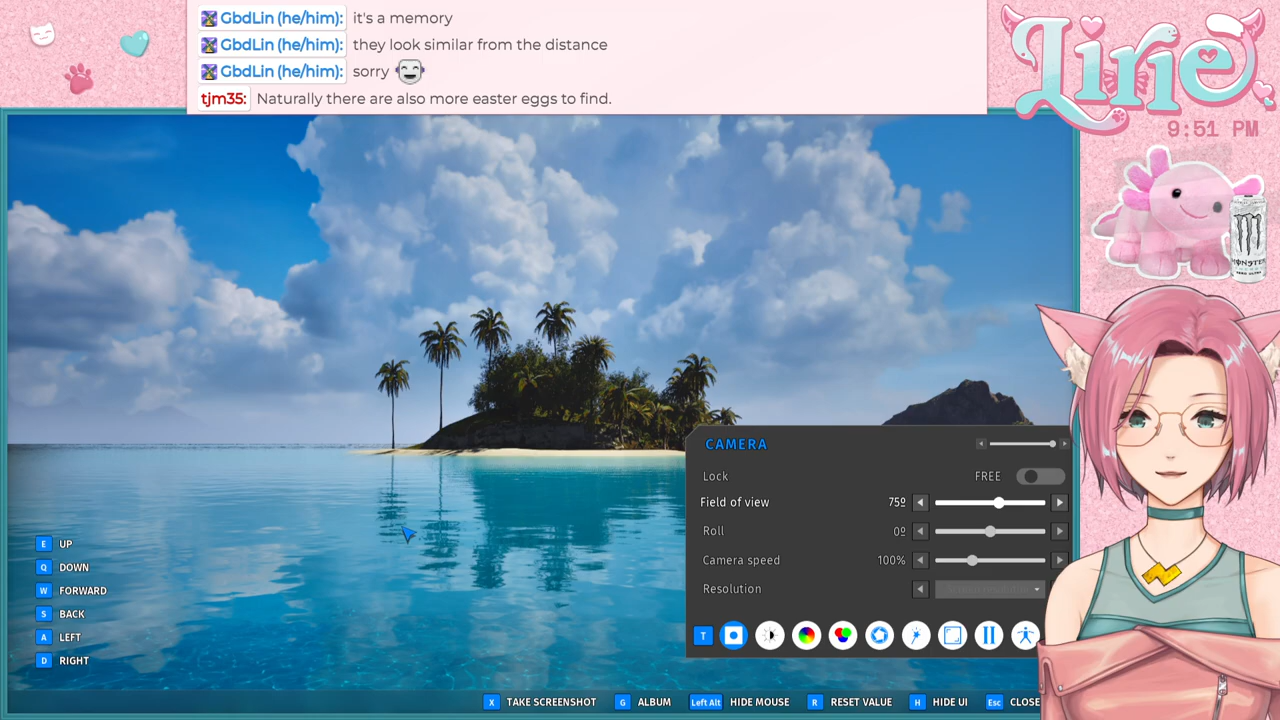 GbdLin (he/him): it's a memory
GbdLin (he/him): they look similar from the distance
GbdLin (he/him): sorry
tjm35: Naturally there are also more easter eggs to find.
Lirie
9:51 PM
MONSTER
CAMERA
Lock FREE
Field of view 75º
Roll 0º
Camera speed 100%
Resolution
T
E UP
Q DOWN
W FORWARD
S BACK
A LEFT
D RIGHT
X TAKE SCREENSHOT G ALBUM Left Alt HIDE MOUSE R RESET VALUE H HIDE UI Esc CLOSE